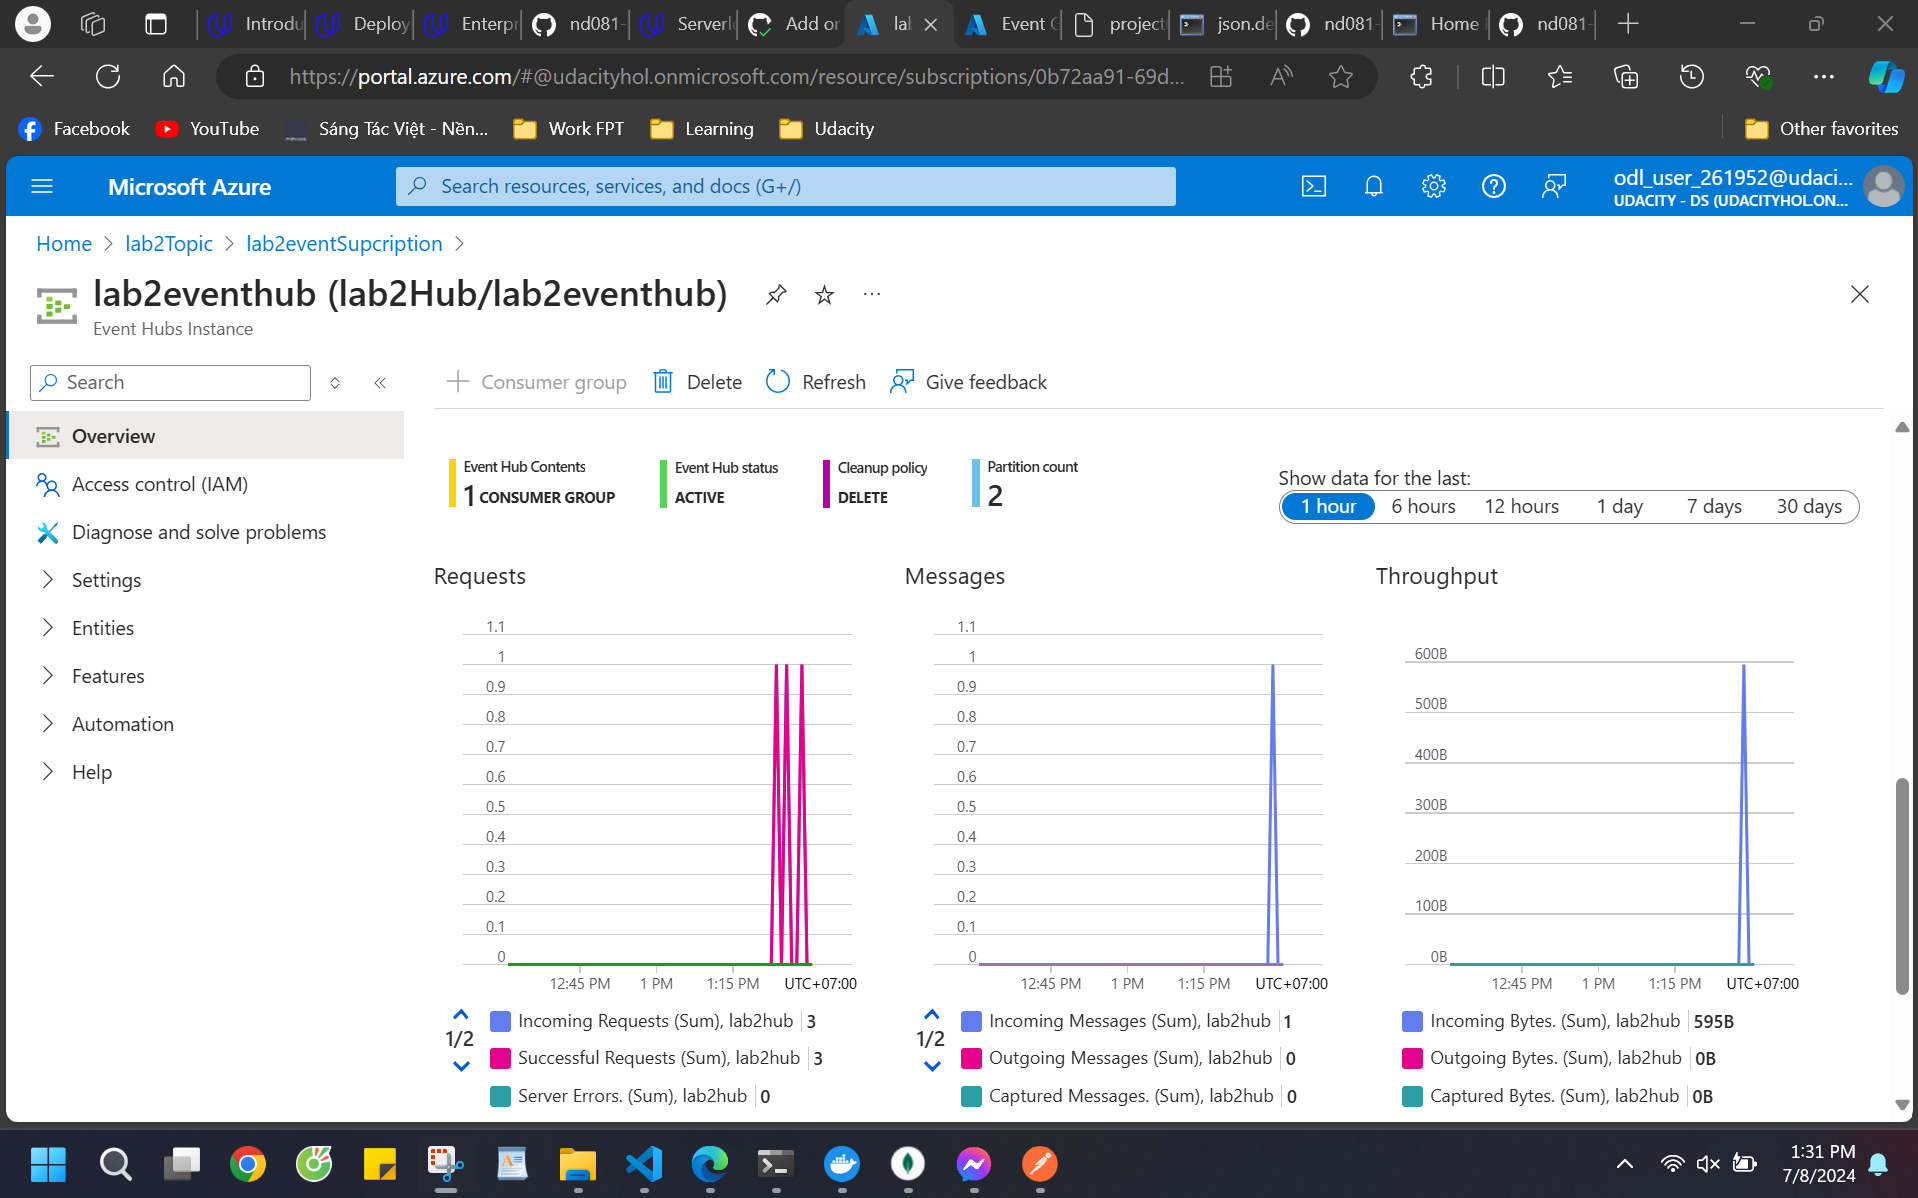 Introdu
Deploy
Enterpr
nd081-
Serverl
Add or
lal
Event G
project
json.de
nd081-
Home
nd081-
https://portal.azure.com/#@udacityhol.onmicrosoft.com/resource/subscriptions/0b72aa91-69d...
Facebook
YouTube
Sáng Tác Việt - Nền...
Work FPT
Learning
Udacity
Other favorites
Microsoft Azure
Search resources, services, and docs (G+/)
odl_user_261952@udaci...
UDACITY - DS (UDACITYHOL.ON...
Home > lab2Topic > lab2eventSupcription >
lab2eventhub (lab2Hub/lab2eventhub)
Event Hubs Instance
Search
Consumer group
Delete
Refresh
Give feedback
Overview
Access control (IAM)
Diagnose and solve problems
Settings
Entities
Features
Automation
Help
Event Hub Contents
1 CONSUMER GROUP
Event Hub status
ACTIVE
Cleanup policy
DELETE
Partition count
2
Show data for the last:
1 hour
6 hours
12 hours
1 day
7 days
30 days
Requests
1.1
1
0.9
0.8
0.7
0.6
0.5
0.4
0.3
0.2
0.1
0
12:45 PM
1 PM
1:15 PM
UTC+07:00
1/2
Incoming Requests (Sum), lab2hub | 3
Successful Requests (Sum), lab2hub | 3
Server Errors. (Sum), lab2hub | 0
Messages
1.1
1
0.9
0.8
0.7
0.6
0.5
0.4
0.3
0.2
0.1
0
12:45 PM
1 PM
1:15 PM
UTC+07:00
1/2
Incoming Messages (Sum), lab2hub | 1
Outgoing Messages (Sum), lab2hub | 0
Captured Messages. (Sum), lab2hub | 0
Throughput
600B
500B
400B
300B
200B
100B
0B
12:45 PM
1 PM
1:15 PM
UTC+07:00
Incoming Bytes. (Sum), lab2hub | 595B
Outgoing Bytes. (Sum), lab2hub | 0B
Captured Bytes. (Sum), lab2hub | 0B
1:31 PM
7/8/2024